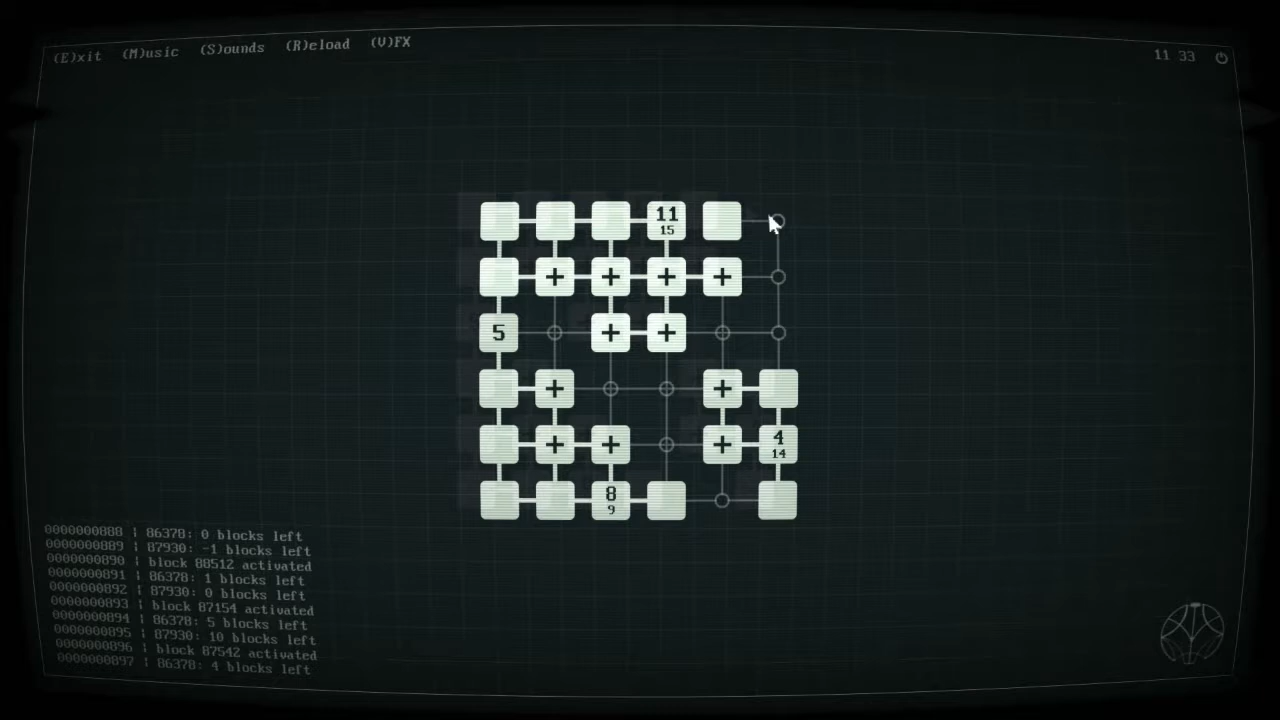 (E)xit (M)usic (S)ounds (R)eload (V)FX
11 33
11
15
+ + + +
5 + +
+ +
+ + + 4
14
8
9
0000000888 | 86378: 0 blocks left
0000000889 | 87930: -1 blocks left
0000000890 | block 88512 activated
0000000891 | 86378: 1 blocks left
0000000892 | 87930: 0 blocks left
0000000893 | block 87154 activated
0000000894 | 86378: 5 blocks left
0000000895 | 87930: 10 blocks left
0000000896 | block 87542 activated
0000000897 | 86378: 4 blocks left